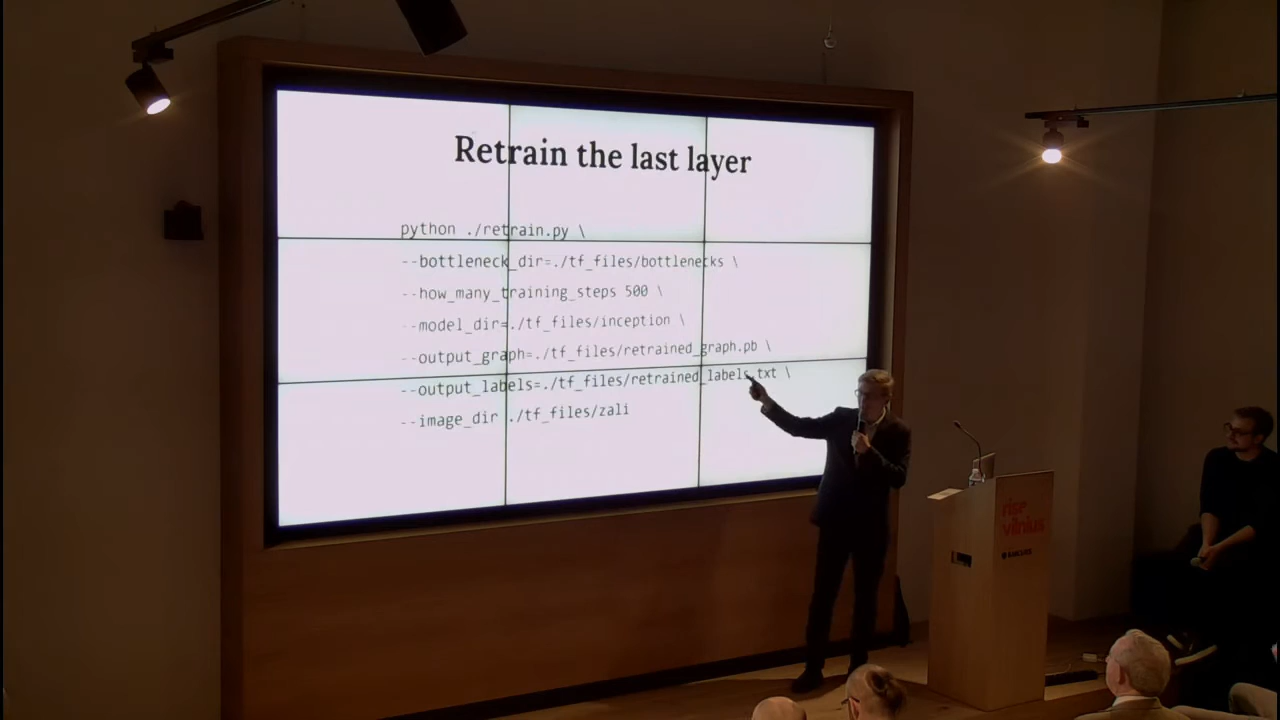 Retrain the last layer
python ./retrain.py \
--bottleneck_dir=./tf_files/bottlenecks \
--how_many_training_steps 500 \
--model_dir=./tf_files/inception \
--output_graph=./tf_files/retrained_graph.pb \
--output_labels=./tf_files/retrained_labels.txt \
--image_dir ./tf_files/zali
rise
vilnius
BARCLAYS